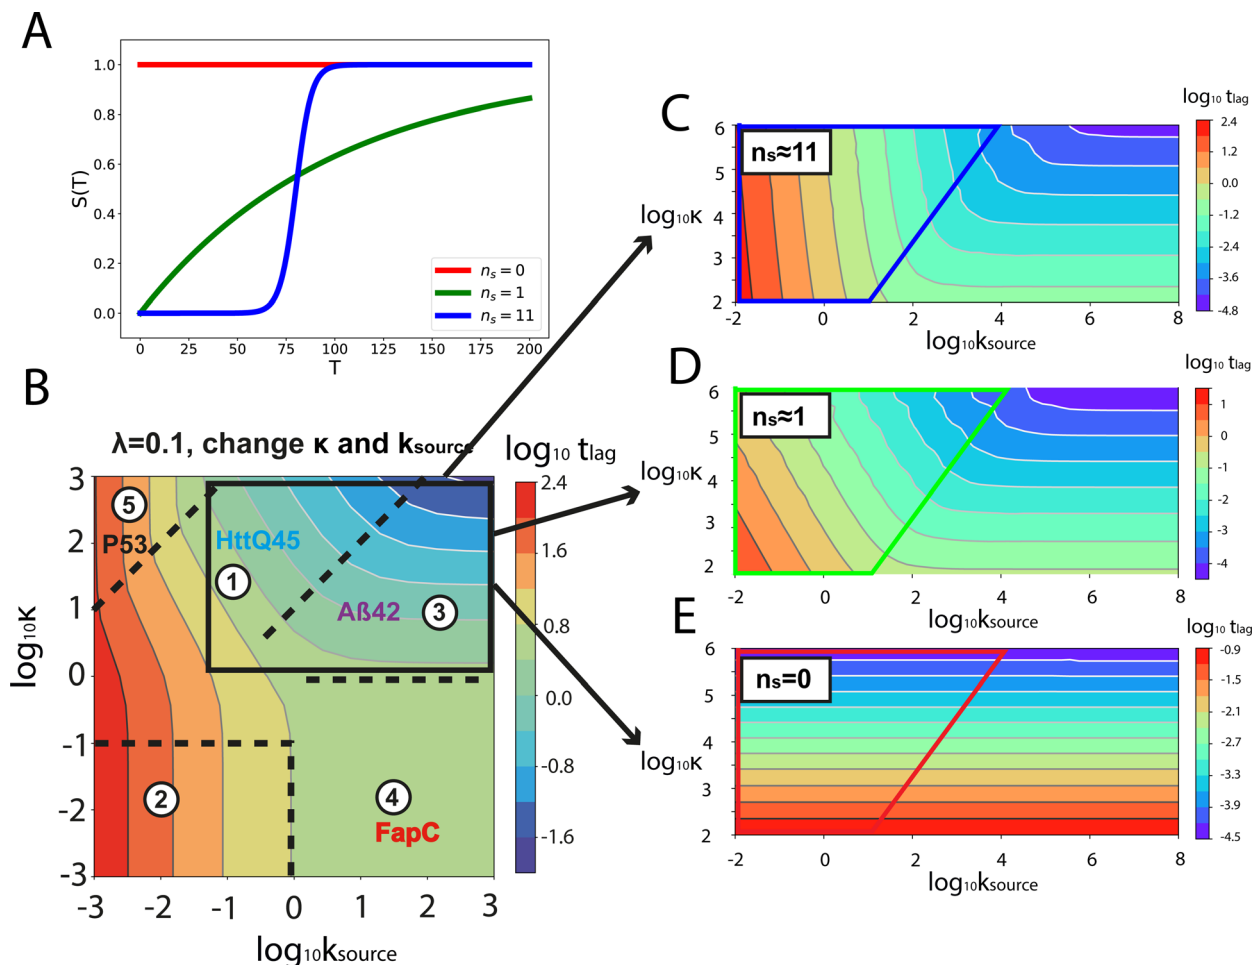 A
1.0
0.8
0.6
0.4
0.2
0.0
S(T)
0 25 50 75 100 125 150 175 200
T
n_s = 0
n_s = 1
n_s = 11
B
λ=0.1, change κ and k_source
log₁₀ t_lag
3
2
1
0
-1
-2
-3
log₁₀κ
-3 -2 -1 0 1 2 3
log₁₀k_source
5
P53
HttQ45
1
Aß42
3
2
4
FapC
2.4
1.6
0.8
0.0
-0.8
-1.6
C
log₁₀ t_lag
n_s≈11
6
5
4
3
2
log₁₀κ
-2 0 2 4 6 8
log₁₀k_source
2.4
1.2
0.0
-1.2
-2.4
-3.6
-4.8
D
log₁₀ t_lag
n_s≈1
6
5
4
3
2
log₁₀κ
-2 0 2 4 6 8
log₁₀k_source
1
0
-1
-2
-3
-4
E
log₁₀ t_lag
n_s=0
6
5
4
3
2
log₁₀κ
-2 0 2 4 6 8
log₁₀k_source
-0.9
-1.5
-2.1
-2.7
-3.3
-3.9
-4.5